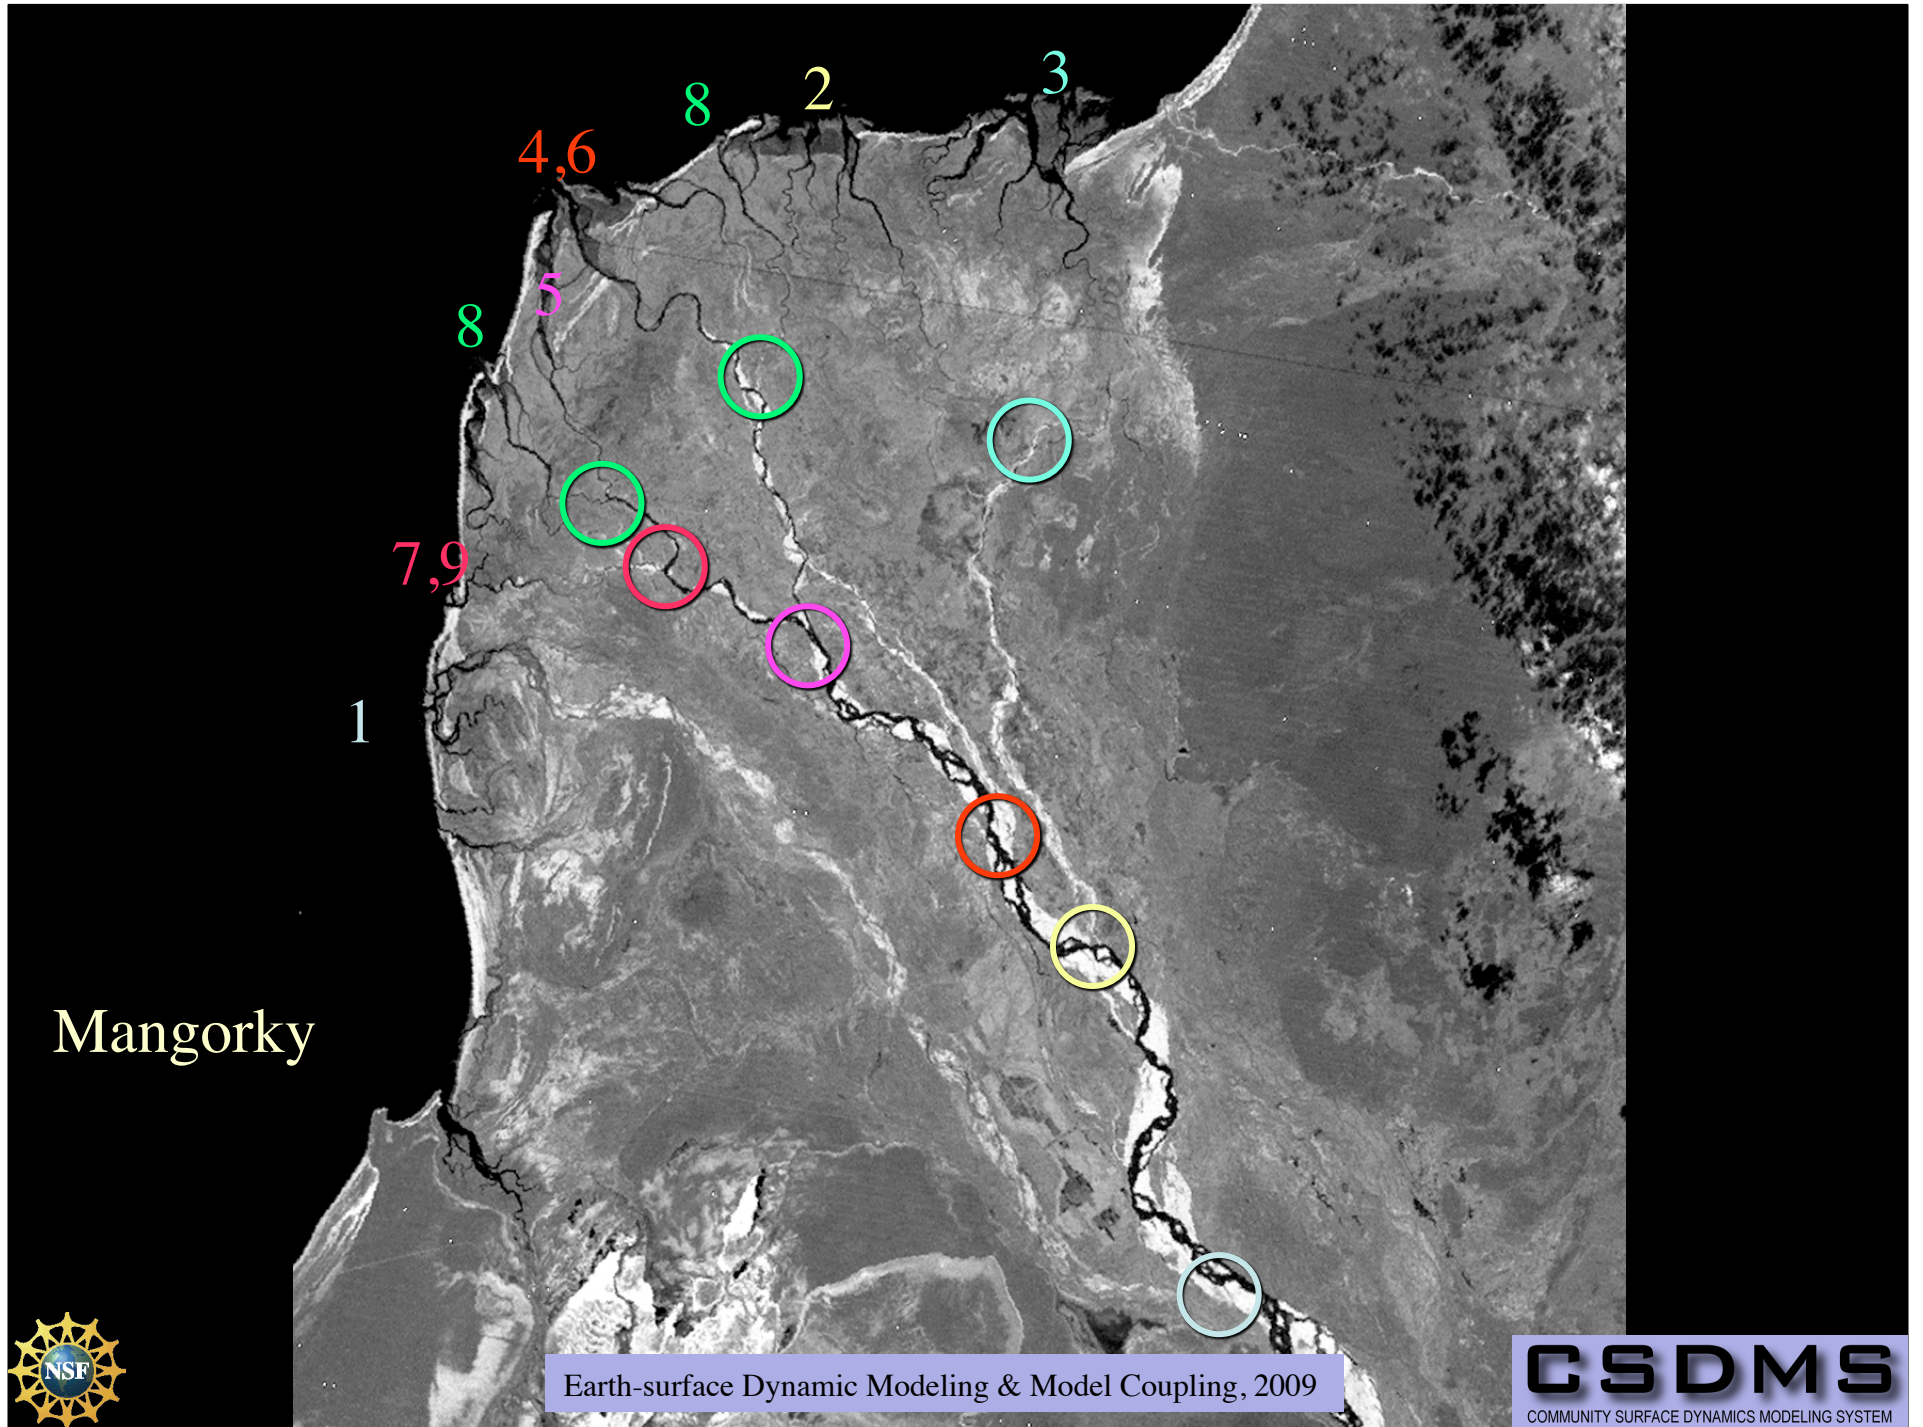 3
2
8
4,6
5
8
7,9
1
Mangorky
NSF
Earth-surface Dynamic Modeling & Model Coupling, 2009
CSDMS
COMMUNITY SURFACE DYNAMICS MODELING SYSTEM